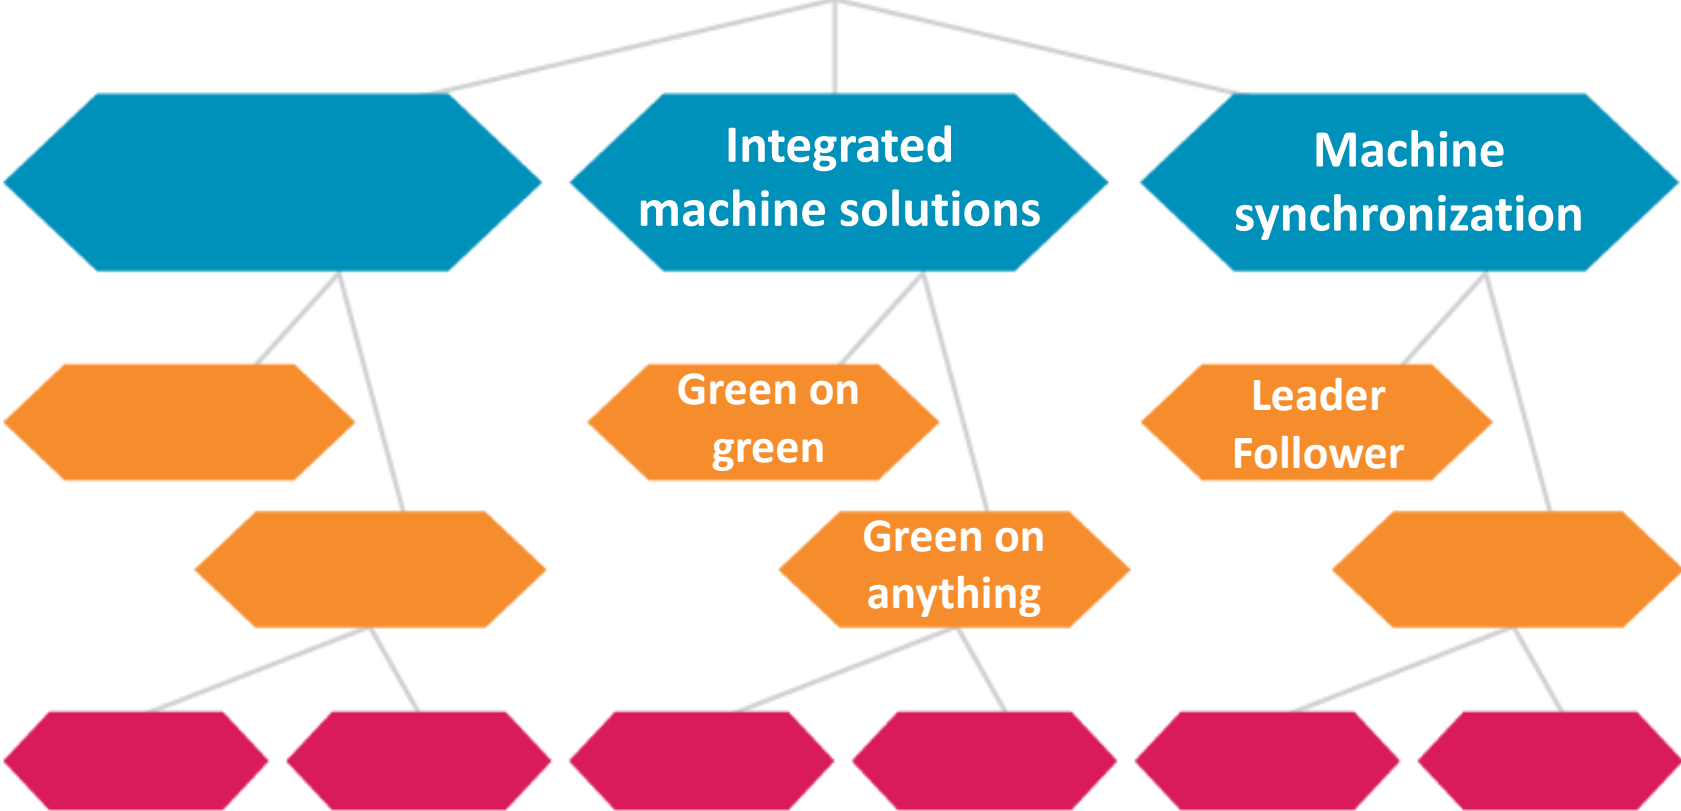 Integrated
machine solutions
Machine
synchronization
Green on
green
Leader
Follower
Green on
anything